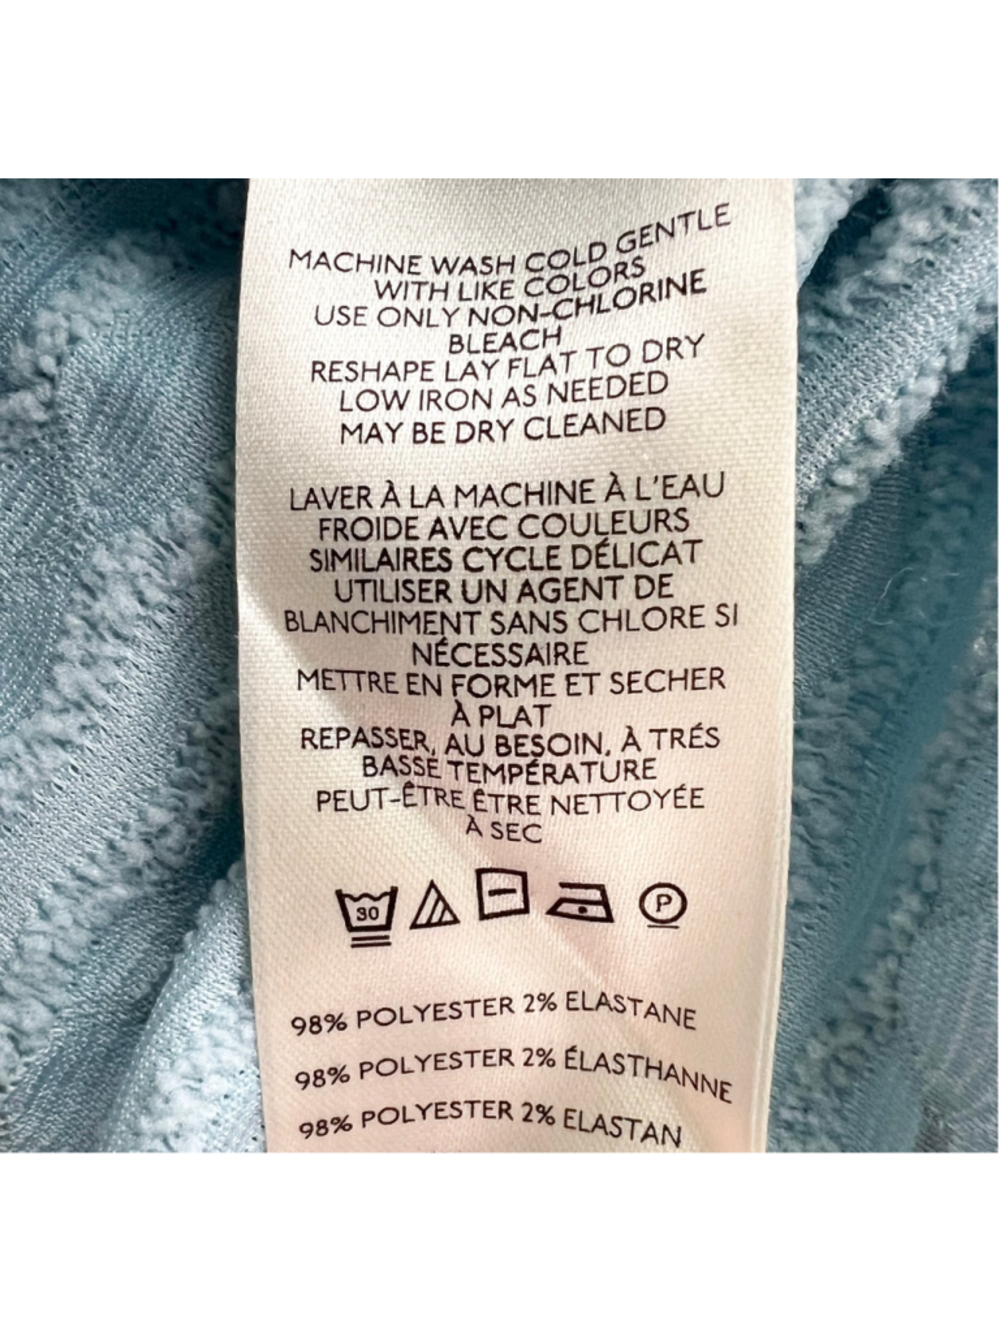 MACHINE WASH COLD GENTLE
WITH LIKE COLORS
USE ONLY NON-CHLORINE
BLEACH
RESHAPE LAY FLAT TO DRY
LOW IRON AS NEEDED
MAY BE DRY CLEANED
LAVER À LA MACHINE À L'EAU
FROIDE AVEC COULEURS
SIMILAIRES CYCLE DÉLICAT
UTILISER UN AGENT DE
BLANCHIMENT SANS CHLORE SI
NÉCESSAIRE
METTRE EN FORME ET SECHER
À PLAT
REPASSER, AU BESOIN, À TRÉS
BASSE TEMPÉRATURE
PEUT-ÊTRE ÊTRE NETTOYÉE
À SEC
30 P
98% POLYESTER 2% ELASTANE
98% POLYESTER 2% ÉLASTHANNE
98% POLYESTER 2% ELASTAN